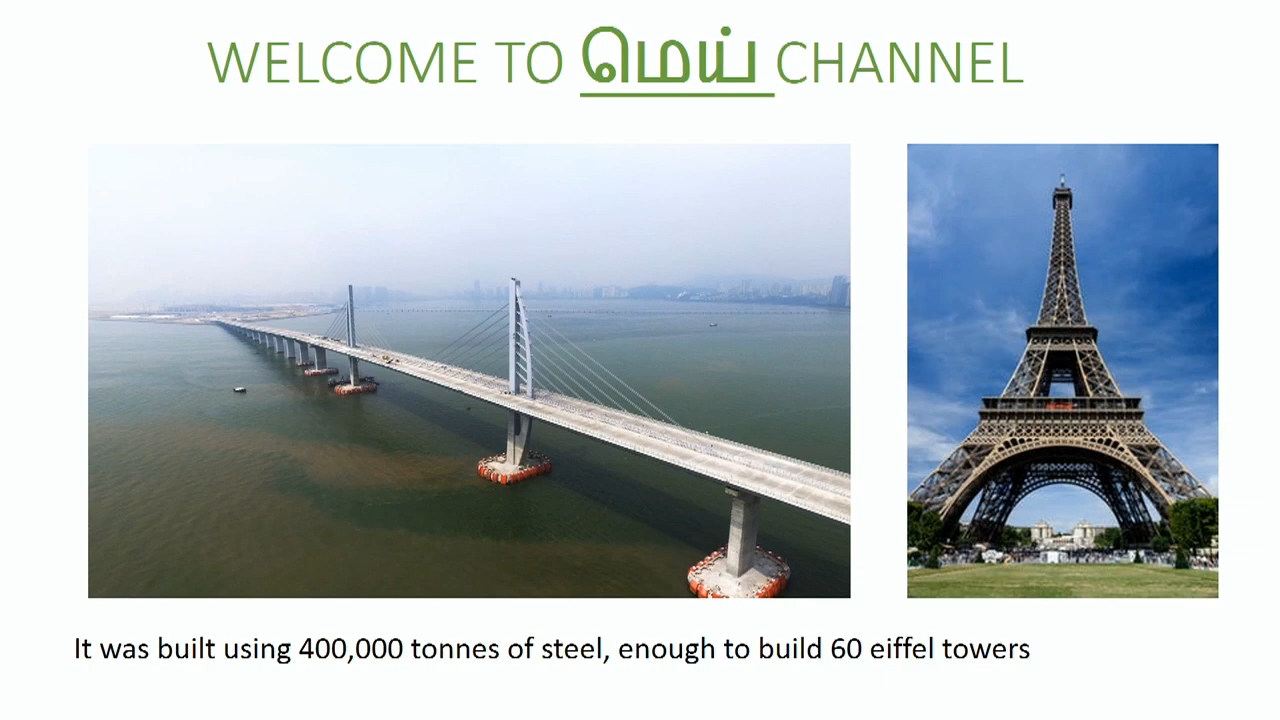 WELCOME TO மெய் CHANNEL
It was built using 400,000 tonnes of steel, enough to build 60 eiffel towers